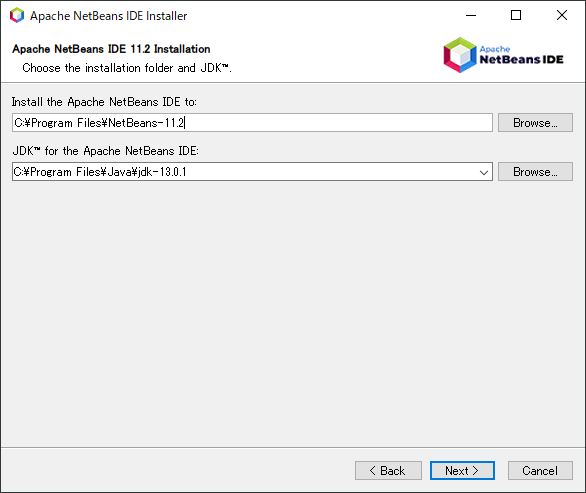 Apache NetBeans IDE Installer
Apache NetBeans IDE 11.2 Installation
Choose the installation folder and JDK™.
Apache
NetBeans IDE
Install the Apache NetBeans IDE to:
C:¥Program Files¥NetBeans-11.2
Browse...
JDK™ for the Apache NetBeans IDE:
C:¥Program Files¥Java¥jdk-13.0.1
Browse...
< Back
Next >
Cancel